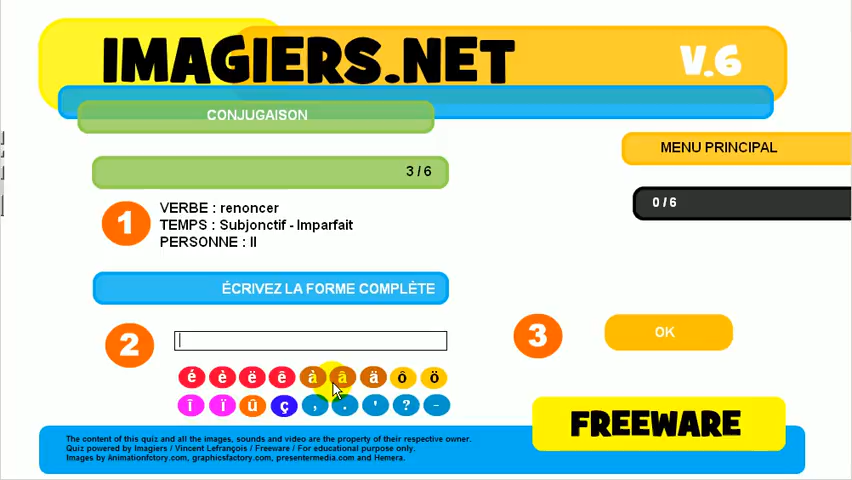 IMAGIERS.NET
V.6
CONJUGAISON
MENU PRINCIPAL
3 / 6
0 / 6
1
VERBE : renoncer
TEMPS : Subjonctif - Imparfait
PERSONNE : Il
ÉCRIVEZ LA FORME COMPLÈTE
2
3
OK
é è ë ê à â ä ô ö
î ï û ç , . ' ? -
FREEWARE
The content of this quiz and all the images, sounds and video are the property of their respective owner.
Quiz powered by Imagiers / Vincent Lefrançois / Freeware / For educational purpose only.
Images by Animationfctory.com, graphicsfactory.com, presentermedia.com and Hemera.